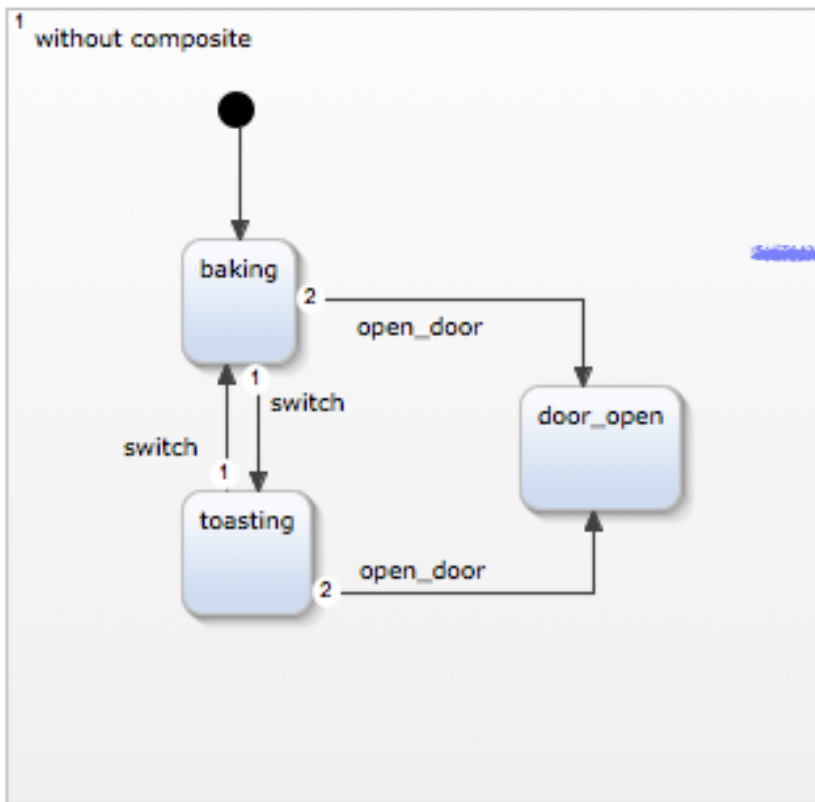 1
without composite
baking
2
open_door
1
switch
door_open
switch
1
toasting
open_door
2